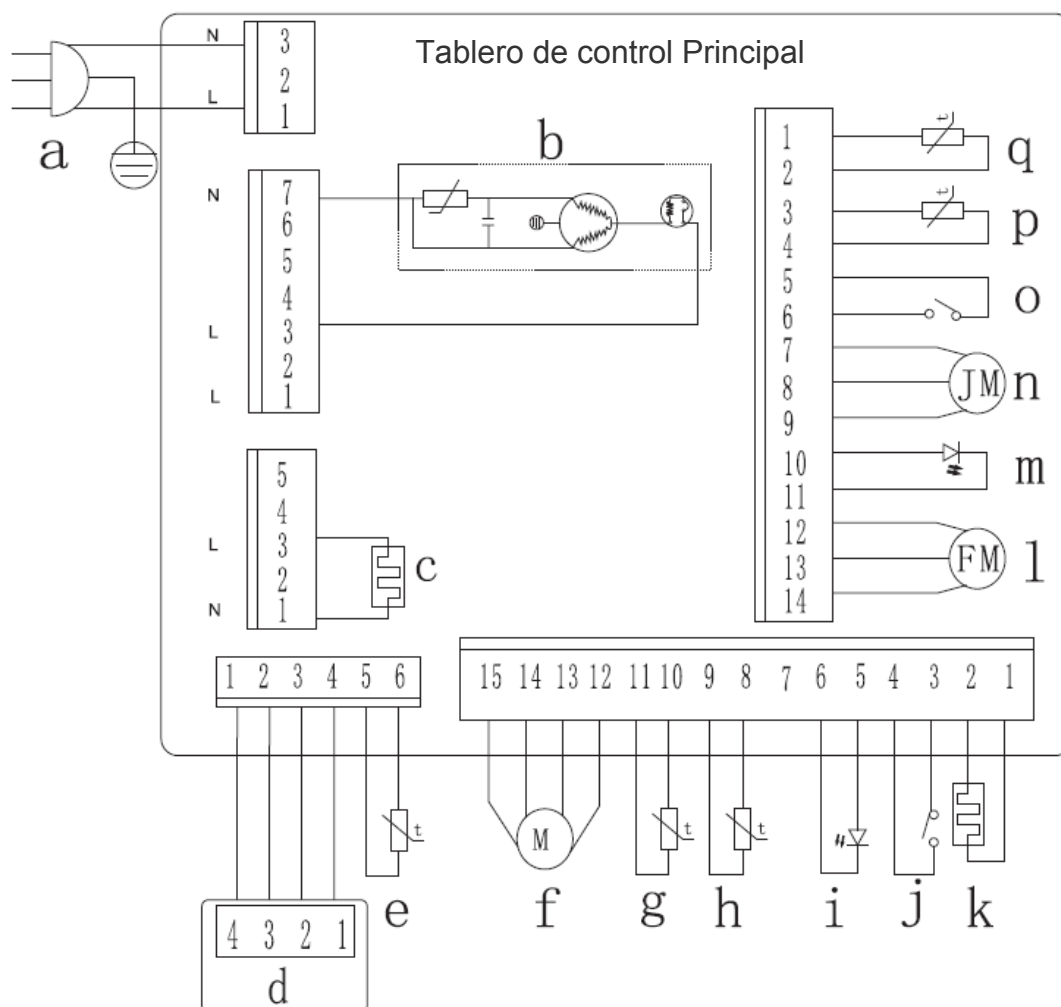 Tablero de control Principal
N
L
3
2
1
a
N
L
L
7
6
5
4
3
2
1
b
L
N
5
4
3
2
1
c
1
2
3
4
5
6
7
8
9
10
11
12
13
14
q
p
o
JM n
m
FM l
1 2 3 4 5 6
15 14 13 12 11 10 9 8 7 6 5 4 3 2 1
t
t
t
t
t
M
e f g h i j k
4 3 2 1
d